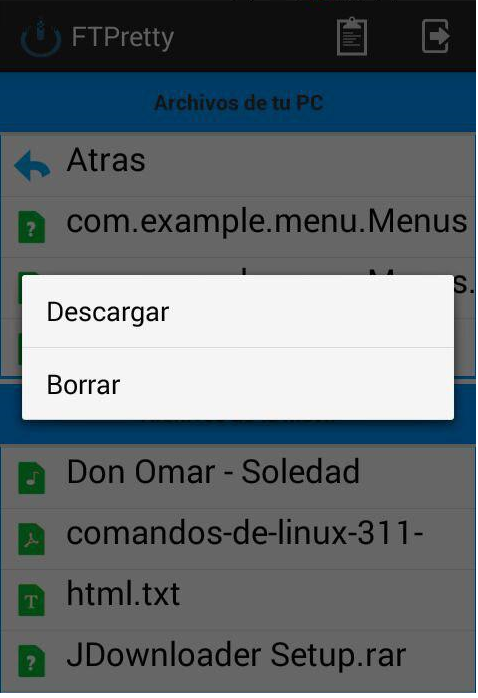 FTPretty
Archivos de tu PC
Atras
com.example.menu.Menus
Descargar
Borrar
Don Omar - Soledad
comandos-de-linux-311-
html.txt
JDownloader Setup.rar